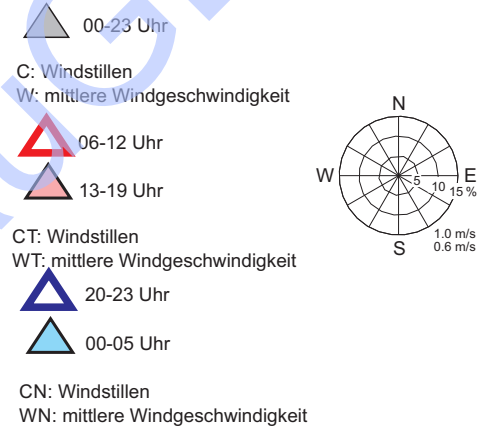 00-23 Uhr
C: Windstillen
W: mittlere Windgeschwindigkeit
06-12 Uhr
13-19 Uhr
CT: Windstillen
WT: mittlere Windgeschwindigkeit
20-23 Uhr
00-05 Uhr
CN: Windstillen
WN: mittlere Windgeschwindigkeit
N
W E
5 10 15 %
S
1.0 m/s
0.6 m/s